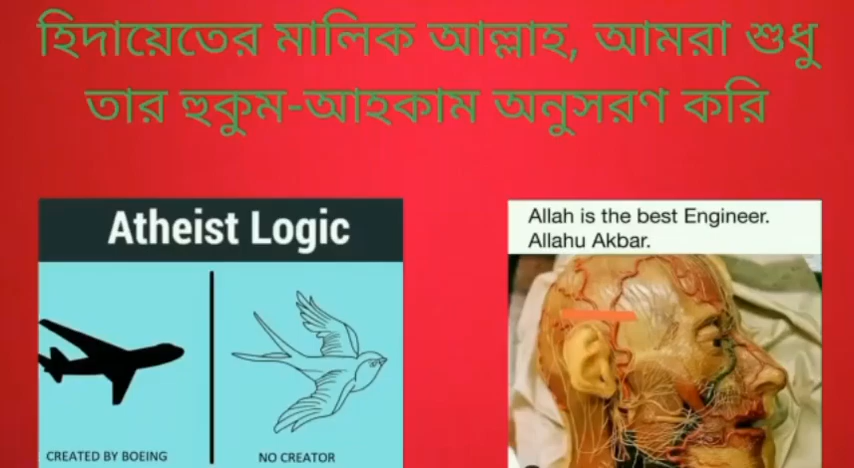 হিদায়েতের মালিক আল্লাহ, আমরা শুধু
তার হুকুম-আহকাম অনুসরণ করি
Atheist Logic
CREATED BY BOEING
NO CREATOR
Allah is the best Engineer.
Allahu Akbar.